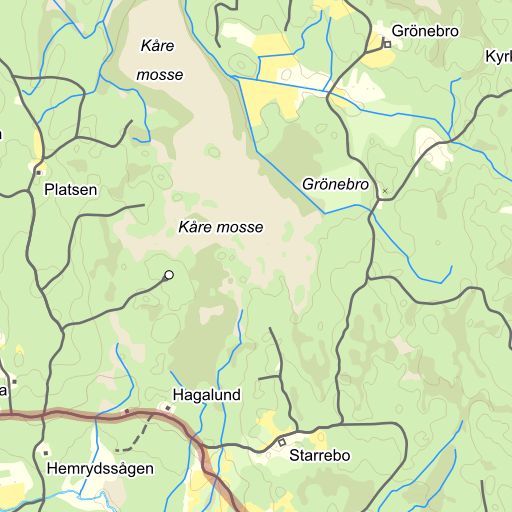 Grönebro
Kåre
mosse
Kyrk
Grönebro
Platsen
Kåre mosse
Hagalund
Starrebo
Hemrydssågen